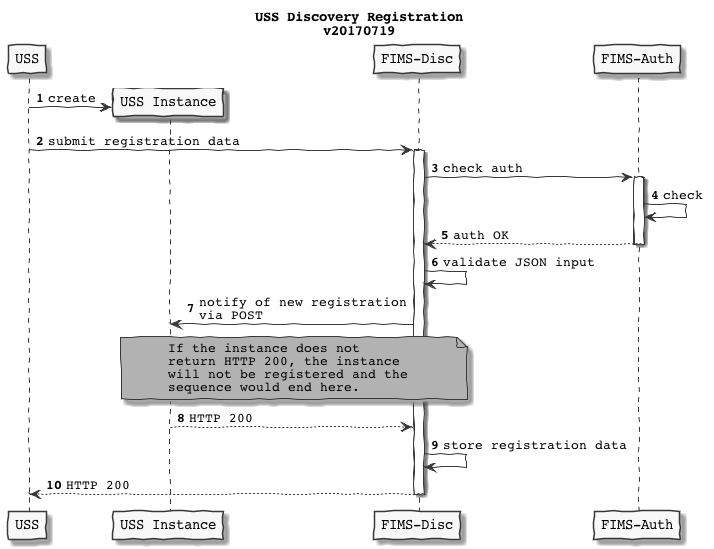 USS Discovery Registration
v20170719
USS
FIMS-Disc
FIMS-Auth
1 create
USS Instance
2 submit registration data
3 check auth
4 check
5 auth OK
6 validate JSON input
7 notify of new registration
via POST
If the instance does not
return HTTP 200, the instance
will not be registered and the
sequence would end here.
8 HTTP 200
9 store registration data
10 HTTP 200
USS
USS Instance
FIMS-Disc
FIMS-Auth